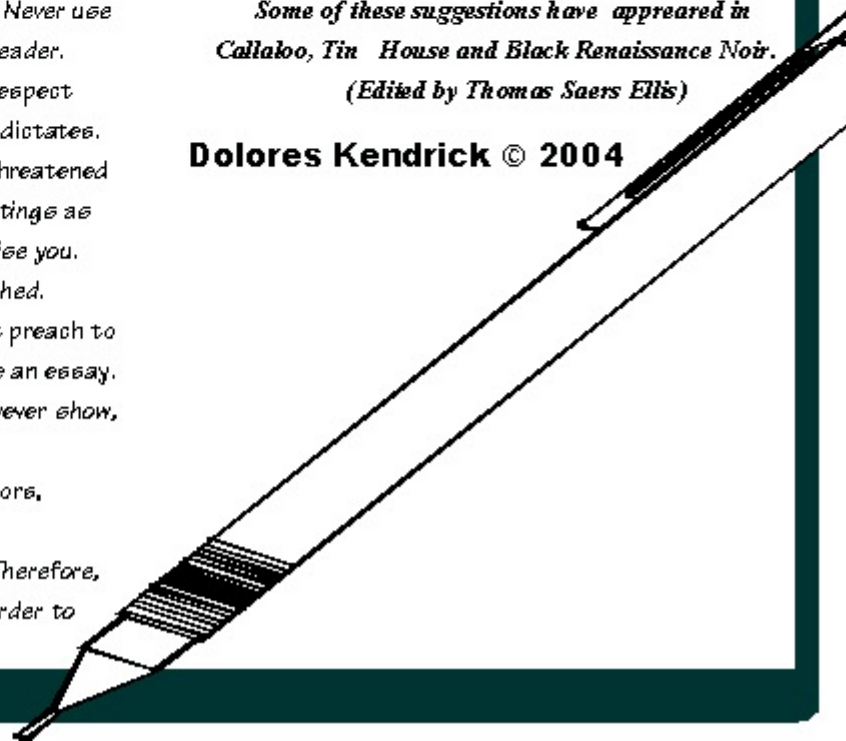 Never use
eader.
espect
dictates.
hreatened
tings as
ise you.
hed.
preach to
e an essay.
ever show,
ors,
Therefore,
rder to
Some of these suggestions have appreared in
Callaloo, Tin House and Black Renaissance Noir.
(Edited by Thomas Saers Ellis)
Dolores Kendrick © 2004